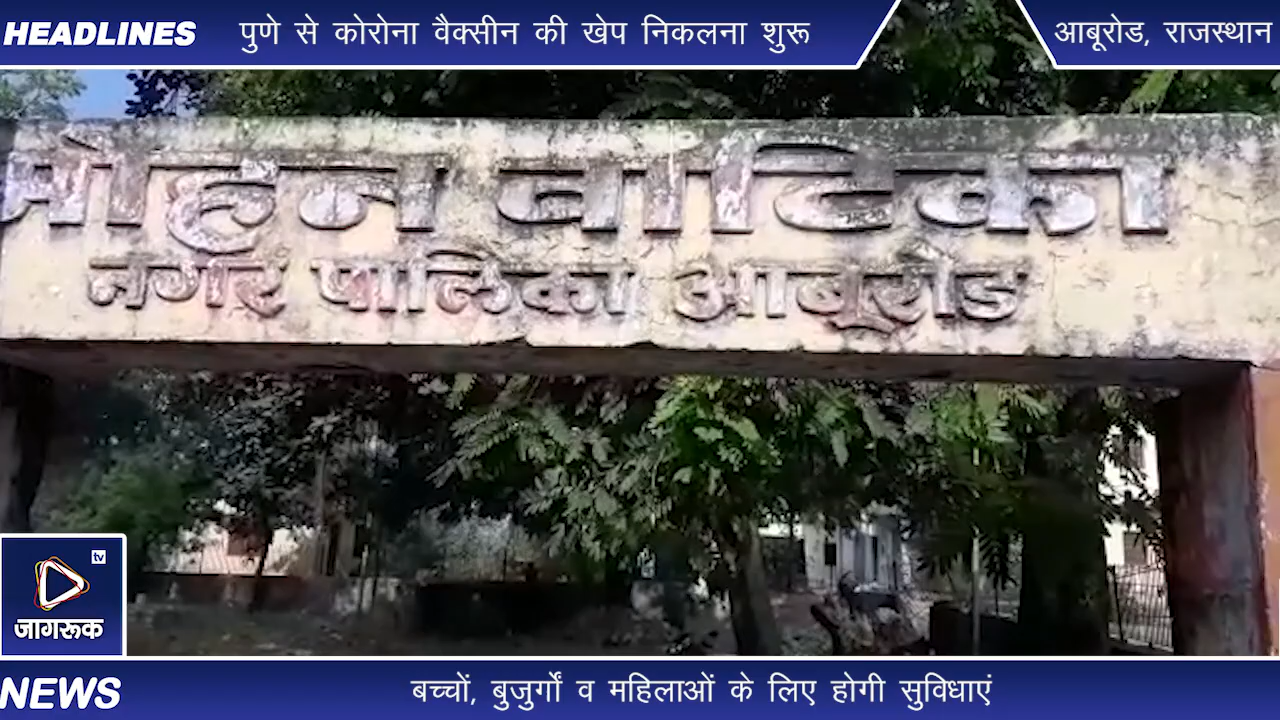 HEADLINES पुणे से कोरोना वैक्सीन की खेप निकलना शुरू
आबूरोड, राजस्थान
मोहन वाटिका
नगर पालिका आबूरोड
tv
जागरूक
NEWS बच्चों, बुजुर्गों व महिलाओं के लिए होगी सुविधाएं